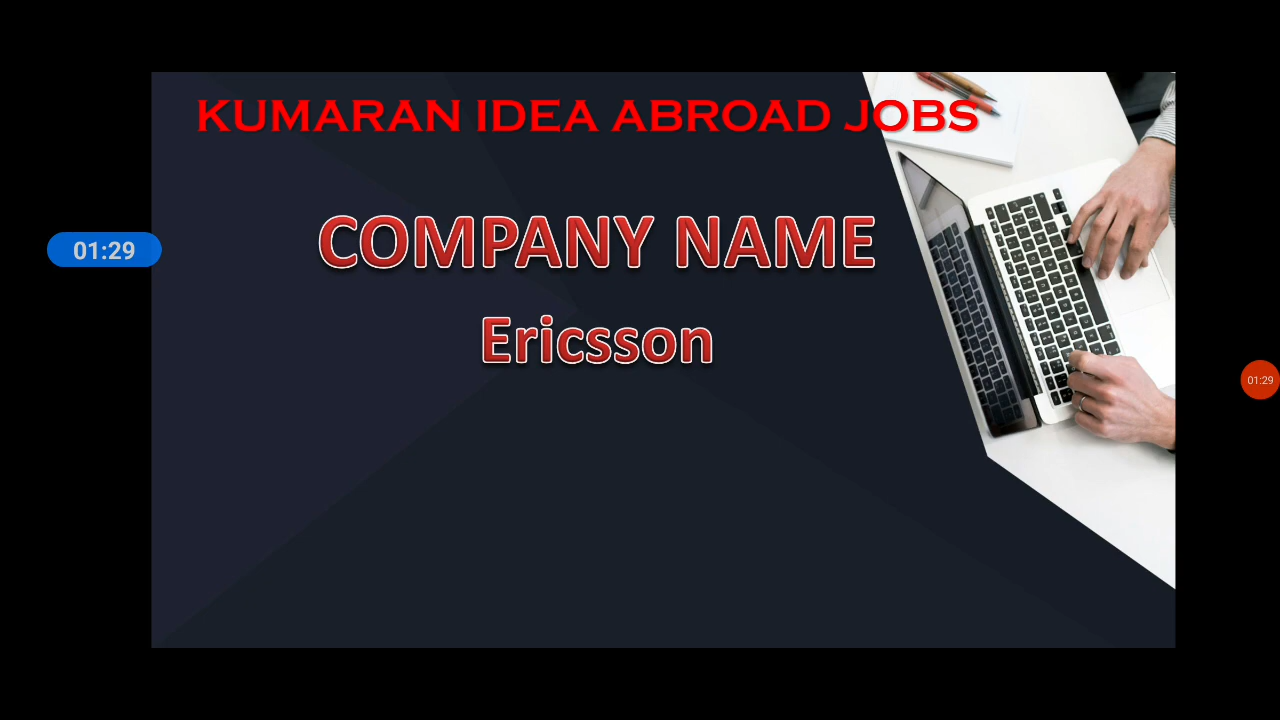 KUMARAN IDEA ABROAD JOBS
COMPANY NAME
01:29
Ericsson
01:29